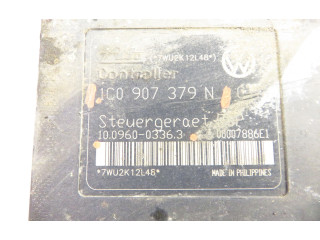 (*7WU2K12L48*)
Controller
1C0 907 379 N
Steuergeraet
10.0960-0336.3 00007886E1
*7WU2K12L48*
MADE IN PHILIPPINES